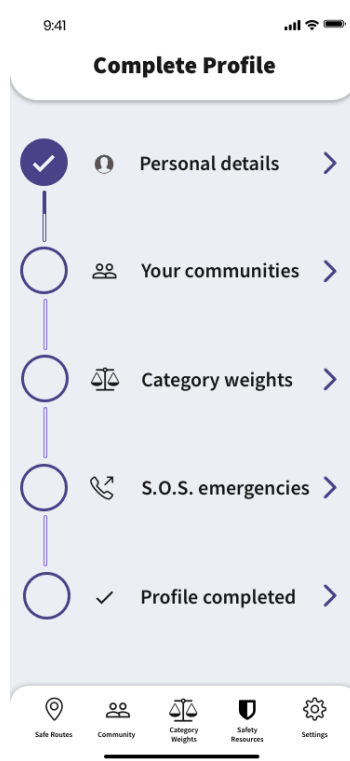 9:41
Complete Profile
Personal details
Your communities
Category weights
S.O.S. emergencies
Profile completed
Safe Routes
Community
Category
Weights
Safety
Resources
Settings